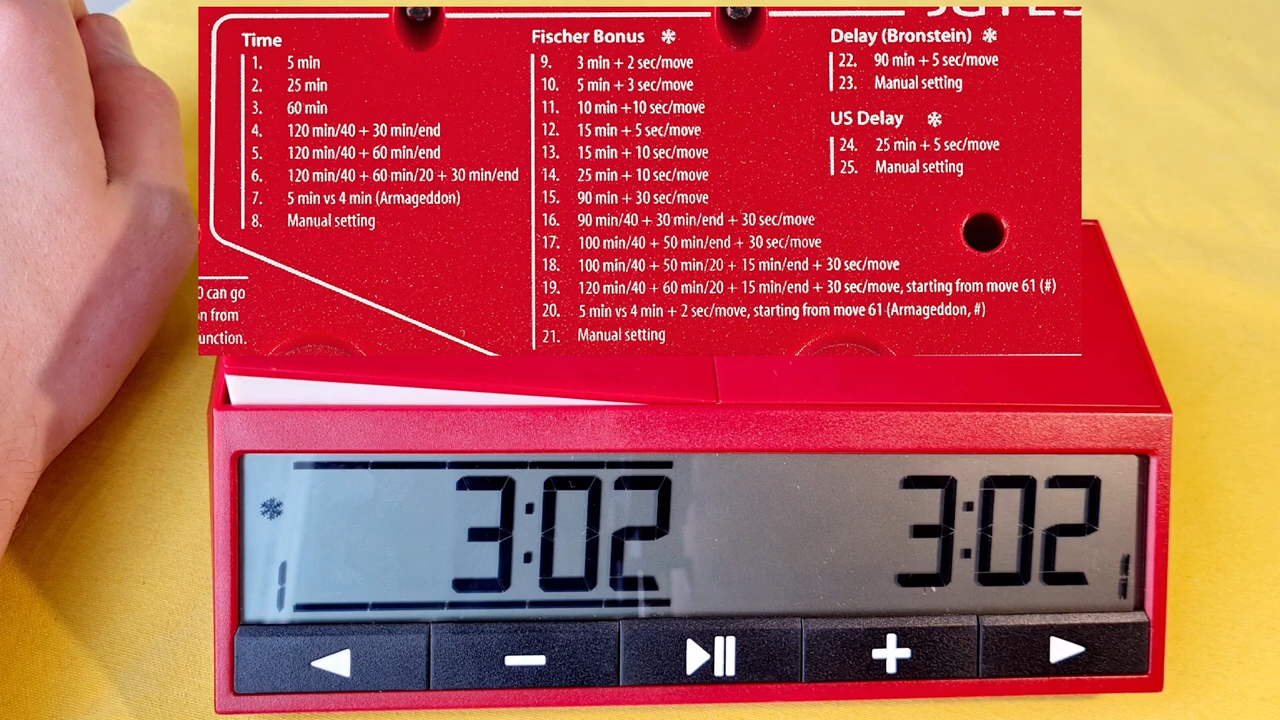 Time
1. 5 min
2. 25 min
3. 60 min
4. 120 min/40 + 30 min/end
5. 120 min/40 + 60 min/end
6. 120 min/40 + 60 min/20 + 30 min/end
7. 5 min vs 4 min (Armageddon)
8. Manual setting
can go
from
Fischer Bonus ❄
9. 3 min + 2 sec/move
10. 5 min + 3 sec/move
11. 10 min +10 sec/move
12. 15 min + 5 sec/move
13. 15 min + 10 sec/move
14. 25 min + 10 sec/move
15. 90 min + 30 sec/move
16. 90 min/40 + 30 min/end + 30 sec/move
17. 100 min/40 + 50 min/end + 30 sec/move
18. 100 min/40 + 50 min/20 + 15 min/end + 30 sec/move
19. 120 min/40 + 60 min/20 + 15 min/end + 30 sec/move, starting from move 61 (#)
20. 5 min vs 4 min + 2 sec/move, starting from move 61 (Armageddon, #)
21. Manual setting
Delay (Bronstein) ❄
22. 90 min + 5 sec/move
23. Manual setting
US Delay ❄
24. 25 min + 5 sec/move
25. Manual setting
1 3:02 3:02 1